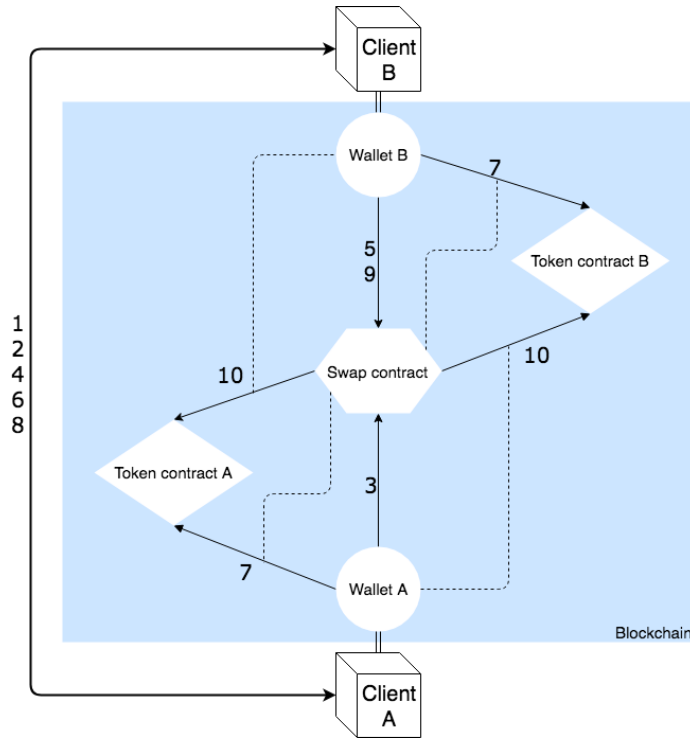 Client
B
Wallet B
7
5
9
Token contract B
1
2
4
6
8
10
Swap contract
10
Token contract A
3
7
Wallet A
Blockchain
Client
A